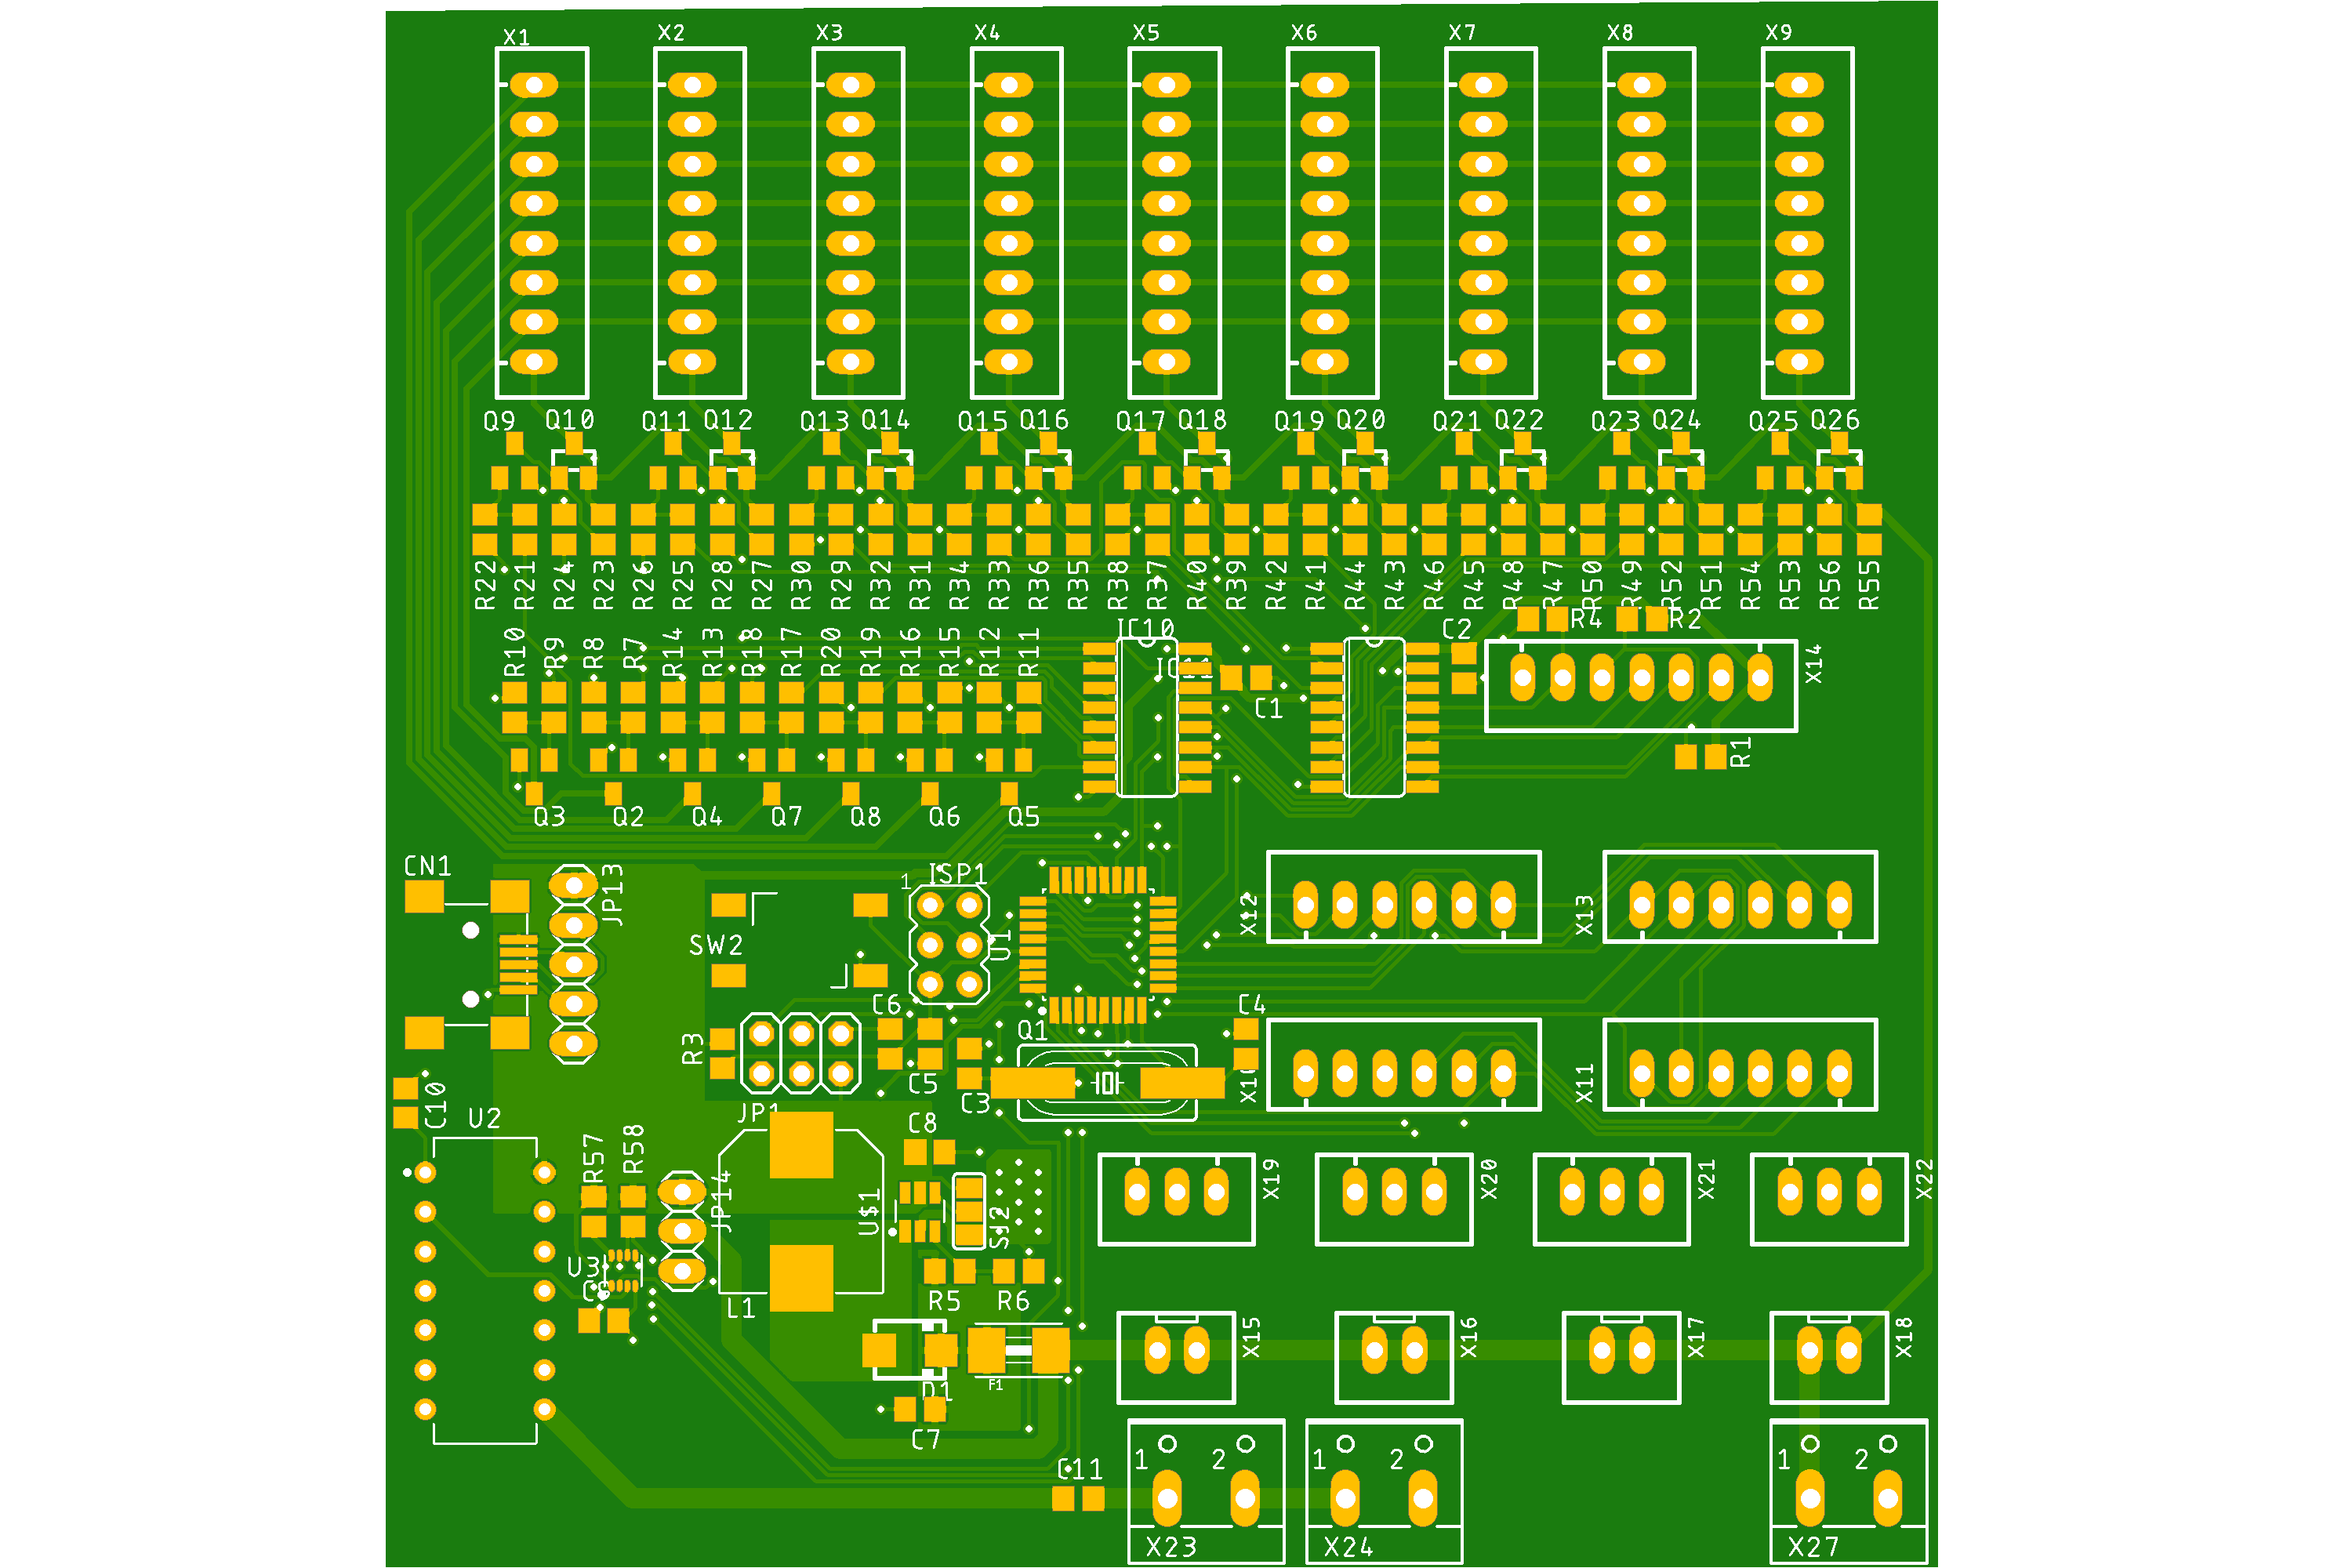 X1 X2 X3 X4 X5 X6 X7 X8 X9
Q9 Q10 Q11 Q12 Q13 Q14 Q15 Q16 Q17 Q18 Q19 Q20 Q21 Q22 Q23 Q24 Q25 Q26
R22 R21 R24 R23 R26 R25 R28 R27 R30 R29 R32 R31 R34 R33 R36 R35 R38 R37 R40 R39 R42 R41 R44 R43 R46 R45 R48 R47 R50 R49 R52 R51 R54 R53 R56 R55
R4 R2
R10 R9 R8 R7 R14 R13 R18 R17 R20 R19 R16 R15 R12 R11 IC10 C2
IC11 X14
C1
R1
Q3 Q2 Q4 Q7 Q8 Q6 Q5
CN1 JP13 1 ISP1
X12 X13
SW2 U1
C6 Q1 C4
R3
C5 C3 X11
C10 U2 JP1 C8
R57 R58
X19 X20 X21 X22
JP14 SJ2
U3
L1 R5 R6
X15 X16 X17 X18
D1 F1
C7
1 2 1 2 1 2
C11
X23 X24 X27